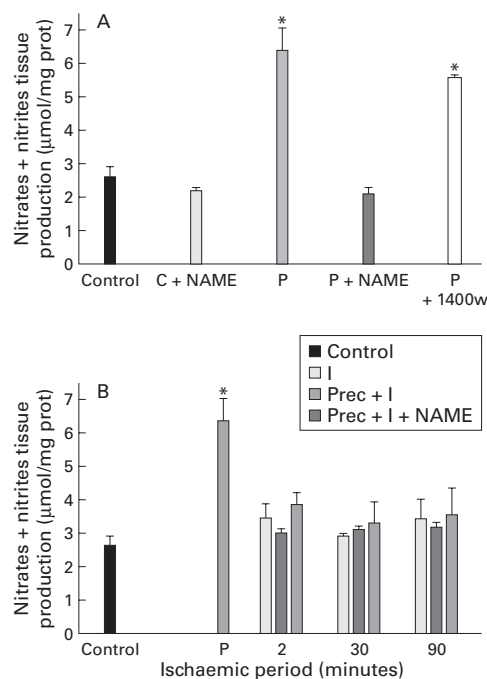 A
Nitrates + nitrites tissue
production (μmol/mg prot)
7
6
5
4
3
2
1
0
*
*
Control
C + NAME
P
P + NAME
P
+ 1400w
Control
I
Prec + I
Prec + I + NAME
B
Nitrates + nitrites tissue
production (μmol/mg prot)
7
6
5
4
3
2
1
0
*
Control
P
2
30
90
Ischaemic period (minutes)